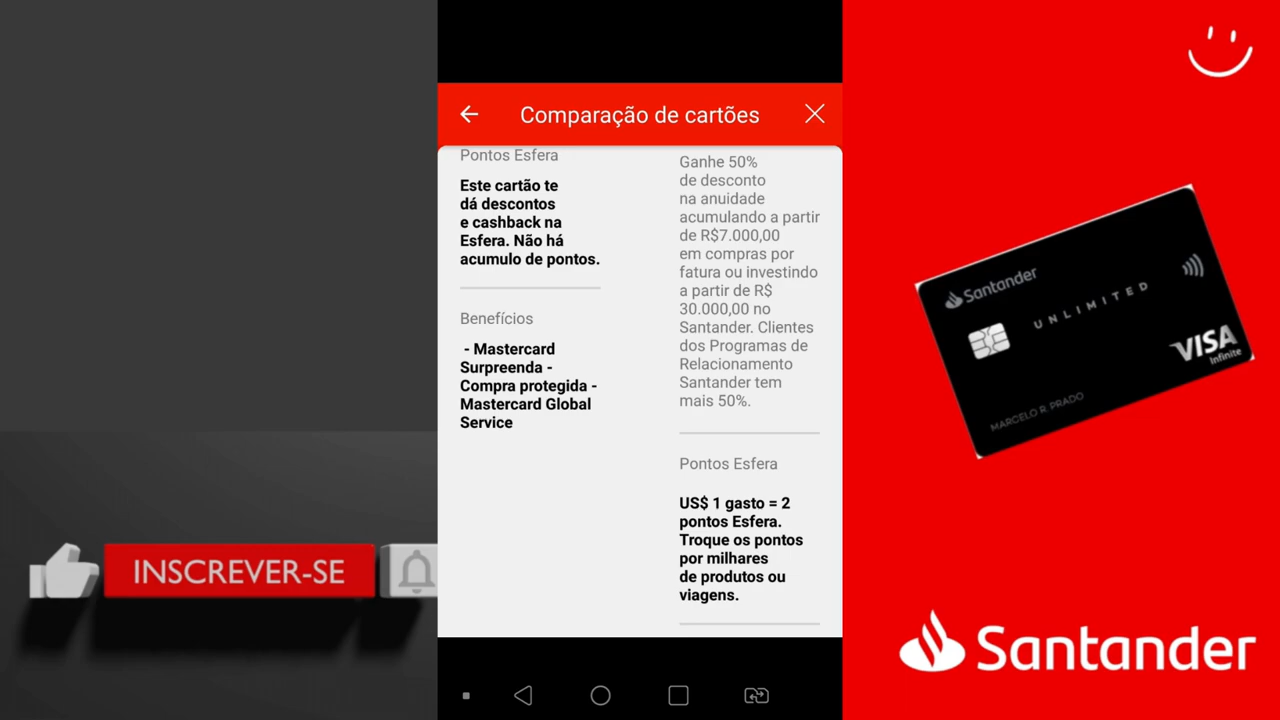 Comparação de cartões
Pontos Esfera
Este cartão te
dá descontos
e cashback na
Esfera. Não há
acumulo de pontos.
Benefícios
- Mastercard
Surpreenda -
Compra protegida -
Mastercard Global
Service
Ganhe 50%
de desconto
na anuidade
acumulando a partir
de R$7.000,00
em compras por
fatura ou investindo
a partir de R$
30.000,00 no
Santander. Clientes
dos Programas de
Relacionamento
Santander tem
mais 50%.
Pontos Esfera
US$ 1 gasto = 2
pontos Esfera.
Troque os pontos
por milhares
de produtos ou
viagens.
INSCREVER-SE
Santander
UNLIMITED
VISA
Infinite
MARCELO R. PRADO
Santander